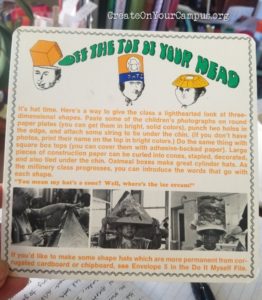 CreateOnYourCampus.org
OFF THE TOP OF YOUR HEAD
It's hat time. Here's a way to give the class a lighthearted look at three-
dimensional shapes. Paste some of the children's photographs on round
paper plates (you can get them in bright, solid colors), punch two holes in
the edge, and attach some string to tie under the chin. (If you don't have
photos, print their name on the top in bright colors.) Do the same thing with
square box tops (you can cover them with adhesive-backed paper). Large
pieces of construction paper can be curled into cones, stapled, decorated,
and also tied under the chin. Oatmeal boxes make great cylinder hats. As
the millinery class progresses, you can introduce the words that go with
each shape.
"You mean my hat's a cone? Well, where's the ice cream?"
If you'd like to make some shape hats which are more permanent from cor-
rugated cardboard or chipboard, see Envelope 5 in the Do It Myself File.